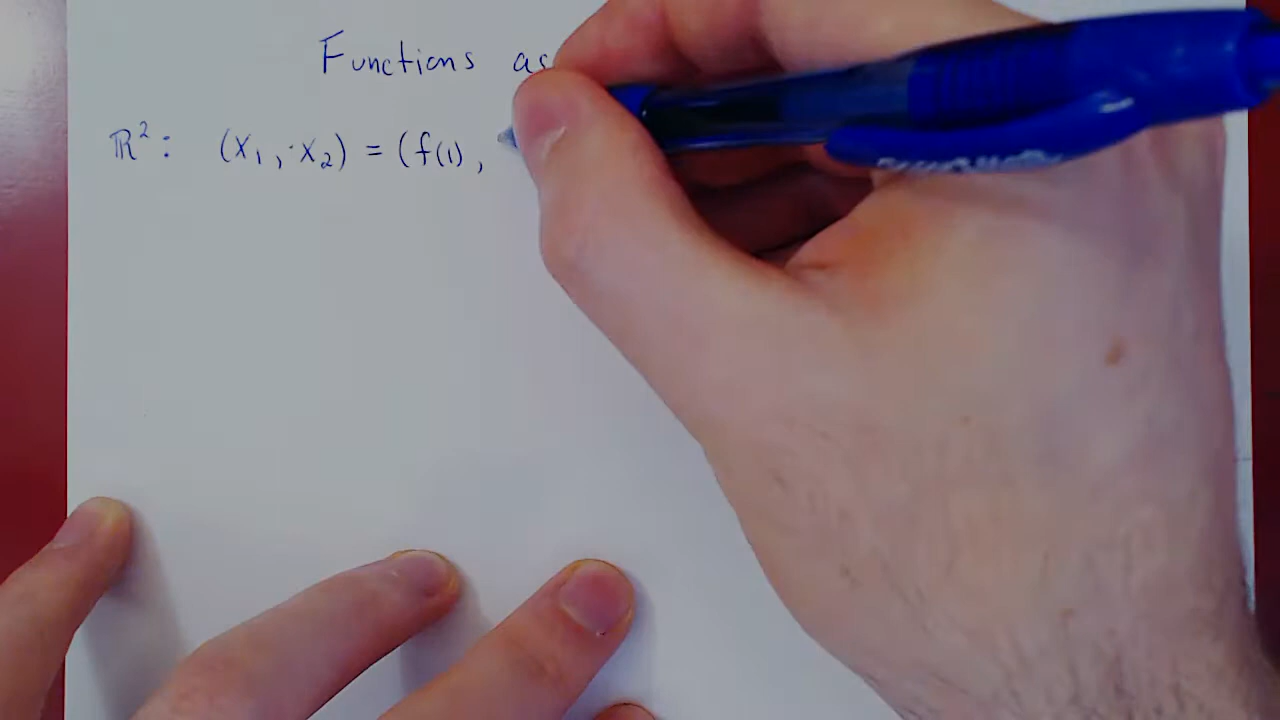 Functions as
ℝ²: (x₁, x₂) = (f(1),